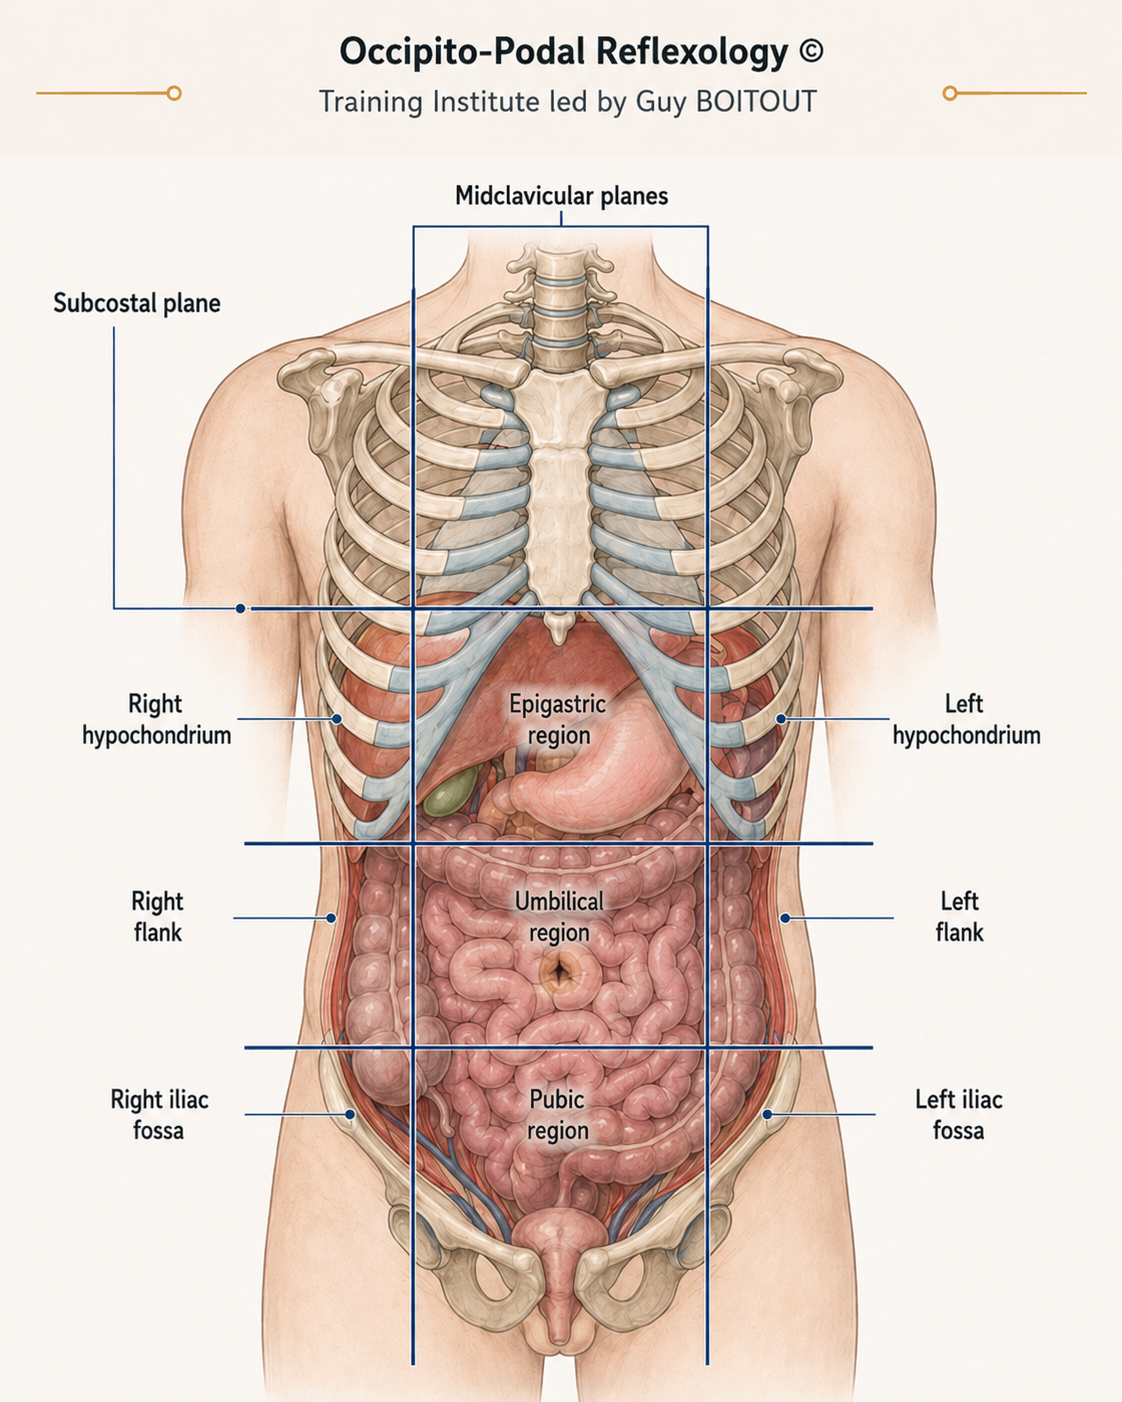 Occipito-Podal Reflexology ©
Training Institute led by Guy BOITOUT
Midclavicular planes
Subcostal plane
Right
hypochondrium
Epigastric
region
Left
hypochondrium
Right
flank
Umbilical
region
Left
flank
Right iliac
fossa
Pubic
region
Left iliac
fossa